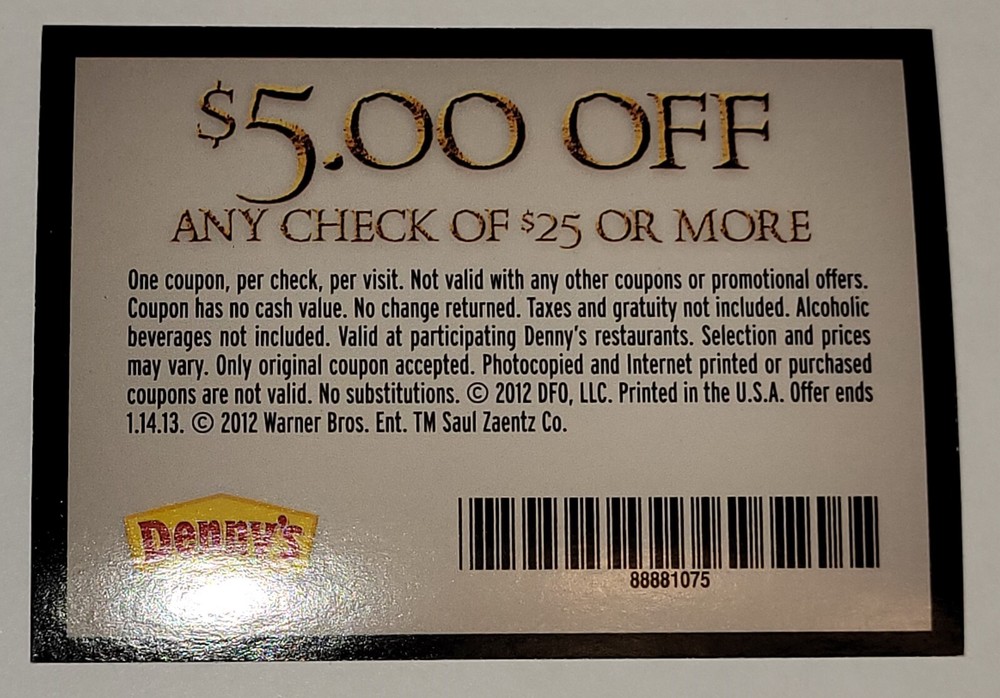 $5.00 OFF
ANY CHECK OF $25 OR MORE
One coupon, per check, per visit. Not valid with any other coupons or promotional offers.
Coupon has no cash value. No change returned. Taxes and gratuity not included. Alcoholic
beverages not included. Valid at participating Denny's restaurants. Selection and prices
may vary. Only original coupon accepted. Photocopied and Internet printed or purchased
coupons are not valid. No substitutions. © 2012 DFO, LLC. Printed in the U.S.A. Offer ends
1.14.13. © 2012 Warner Bros. Ent. TM Saul Zaentz Co.
Denny's
88881075